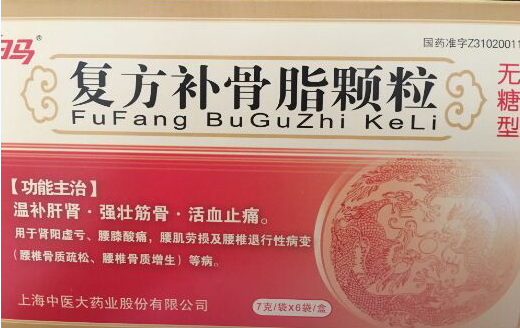 马®
国药准字Z31020011
复方补骨脂颗粒
FuFang BuGuZhi KeLi
无糖型
【功能主治】
温补肝肾·强壮筋骨·活血止痛。
用于肾阳虚亏、腰膝酸痛,腰肌劳损及腰椎退行性病变
(腰椎骨质疏松、腰椎骨质增生)等病。
上海中医大药业股份有限公司
7克/袋X6袋/盒